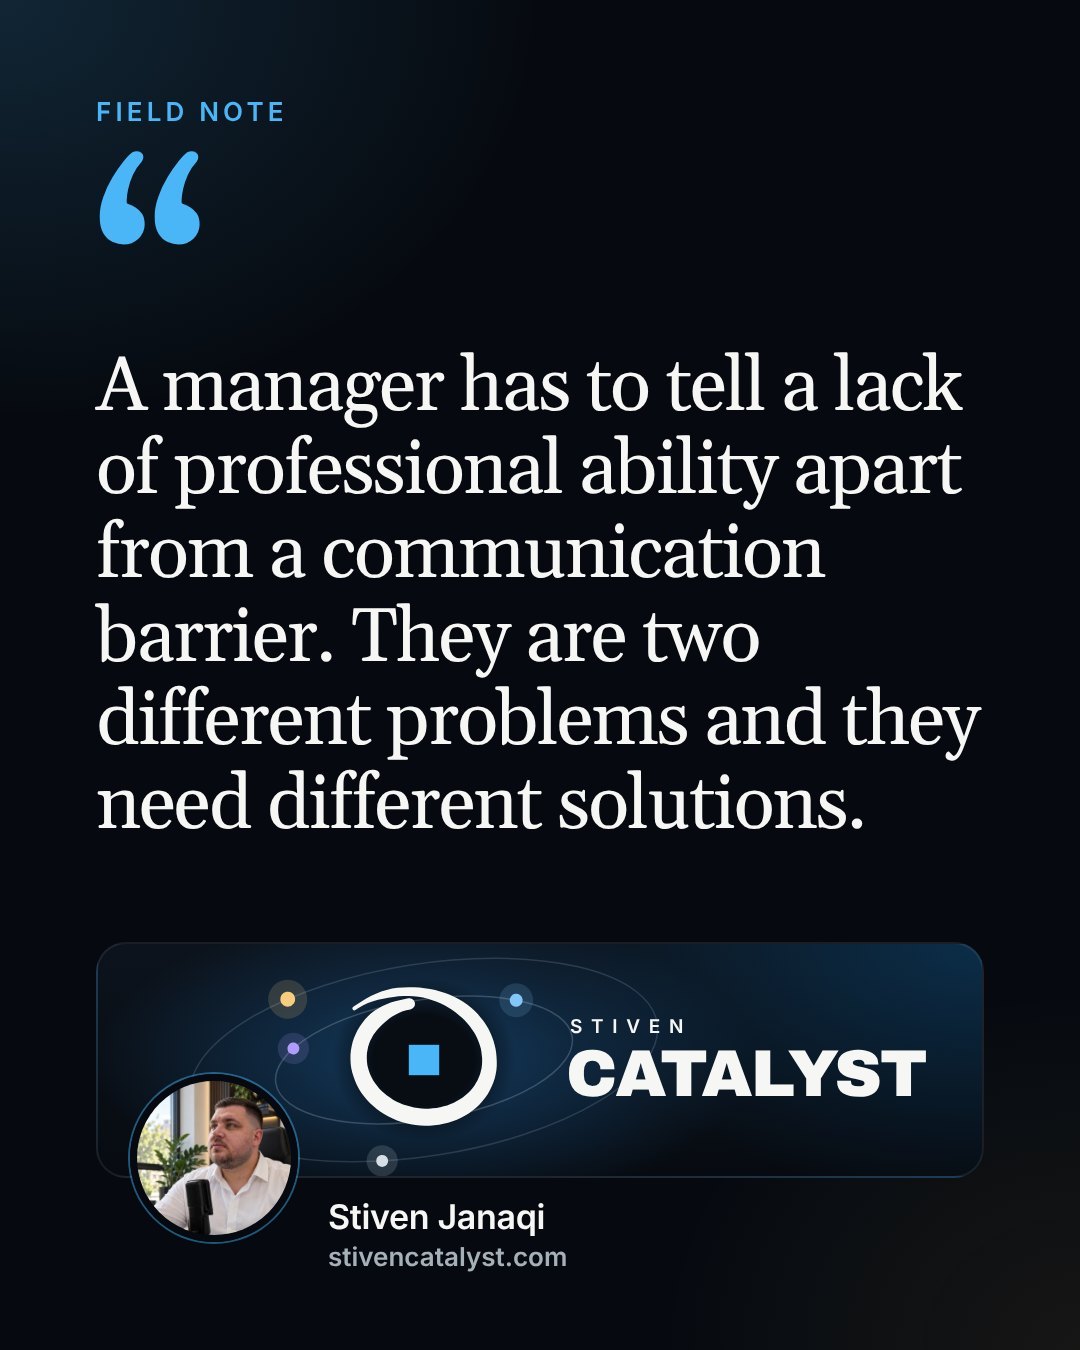 FIELD NOTE
“
A manager has to tell a lack
of professional ability apart
from a communication
barrier. They are two
different problems and they
need different solutions.
STIVEN
CATALYST
Stiven Janaqi
stivencatalyst.com